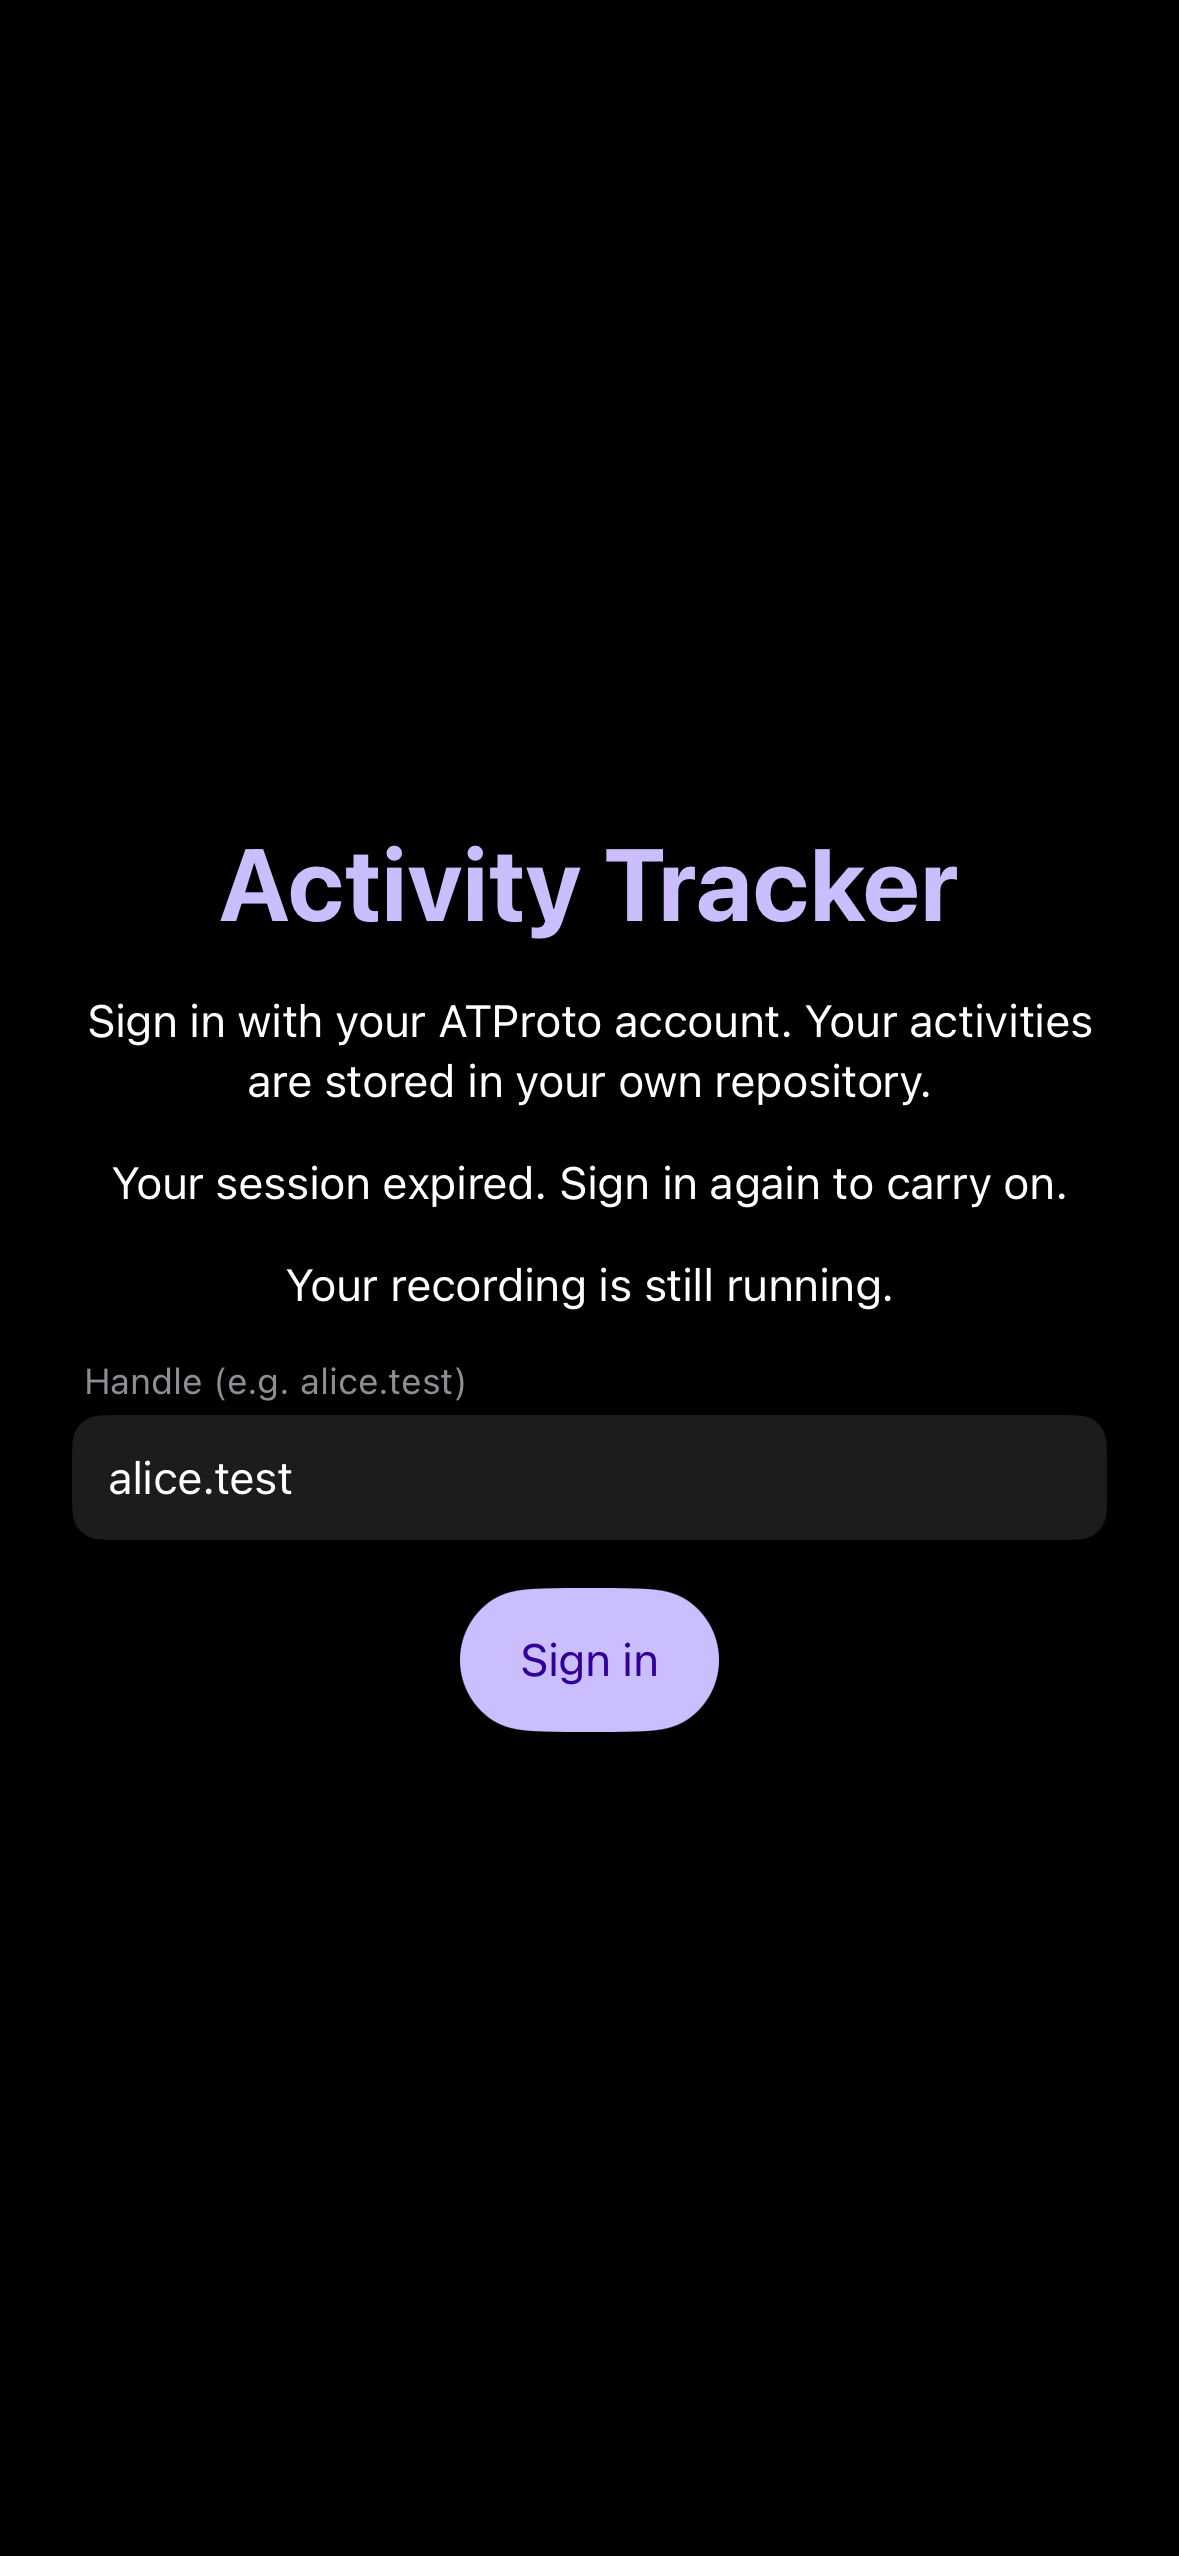 Activity Tracker
Sign in with your ATProto account. Your activities
are stored in your own repository.
Your session expired. Sign in again to carry on.
Your recording is still running.
Handle (e.g. alice.test)
alice.test
Sign in